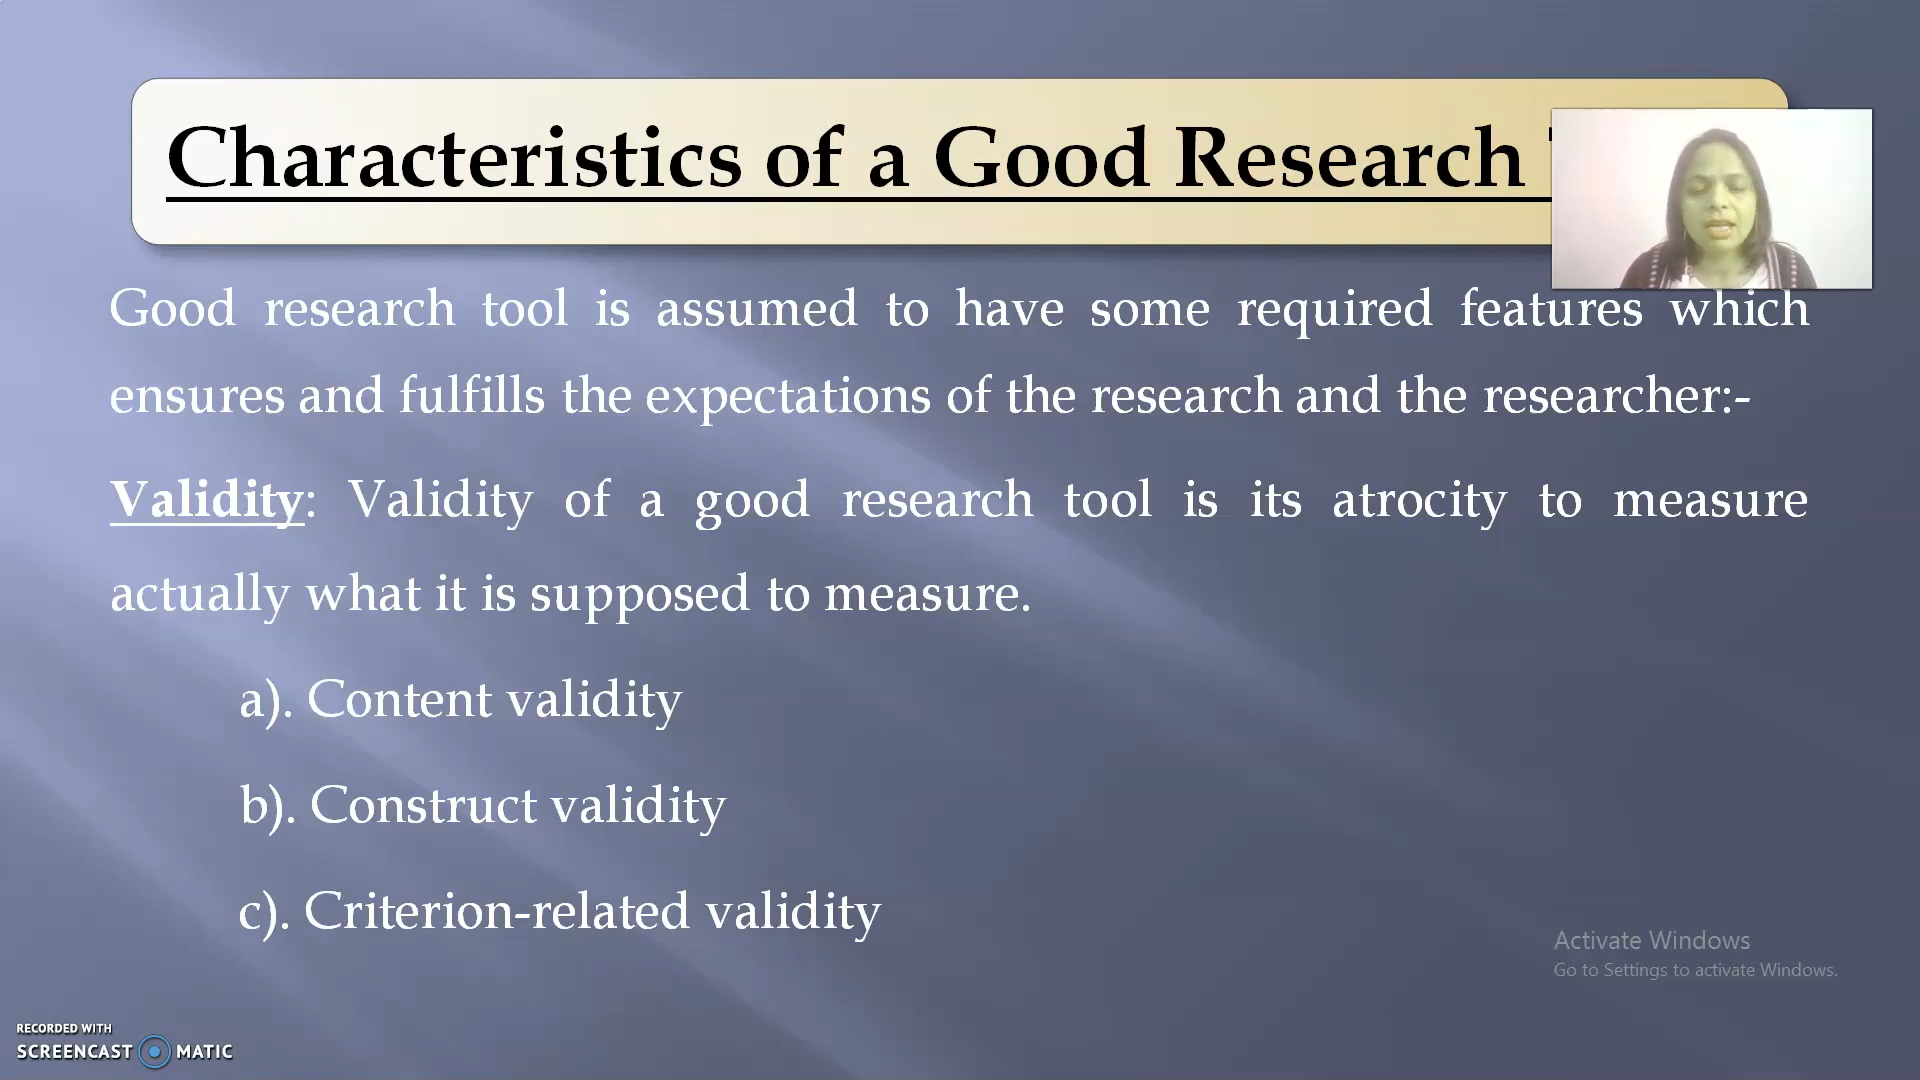 Characteristics of a Good Research
Good research tool is assumed to have some required features which
ensures and fulfills the expectations of the research and the researcher:-
Validity: Validity of a good research tool is its atrocity to measure
actually what it is supposed to measure.
a). Content validity
b). Construct validity
c). Criterion-related validity
Activate Windows
Go to Settings to activate Windows.
RECORDED WITH
SCREENCAST MATIC